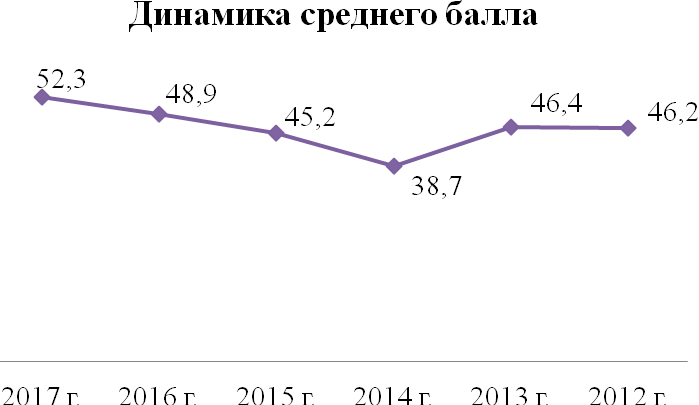 Динамика среднего балла
52,3
48,9
45,2
38,7
46,4
46,2
2017 г.
2016 г.
2015 г.
2014 г.
2013 г.
2012 г.